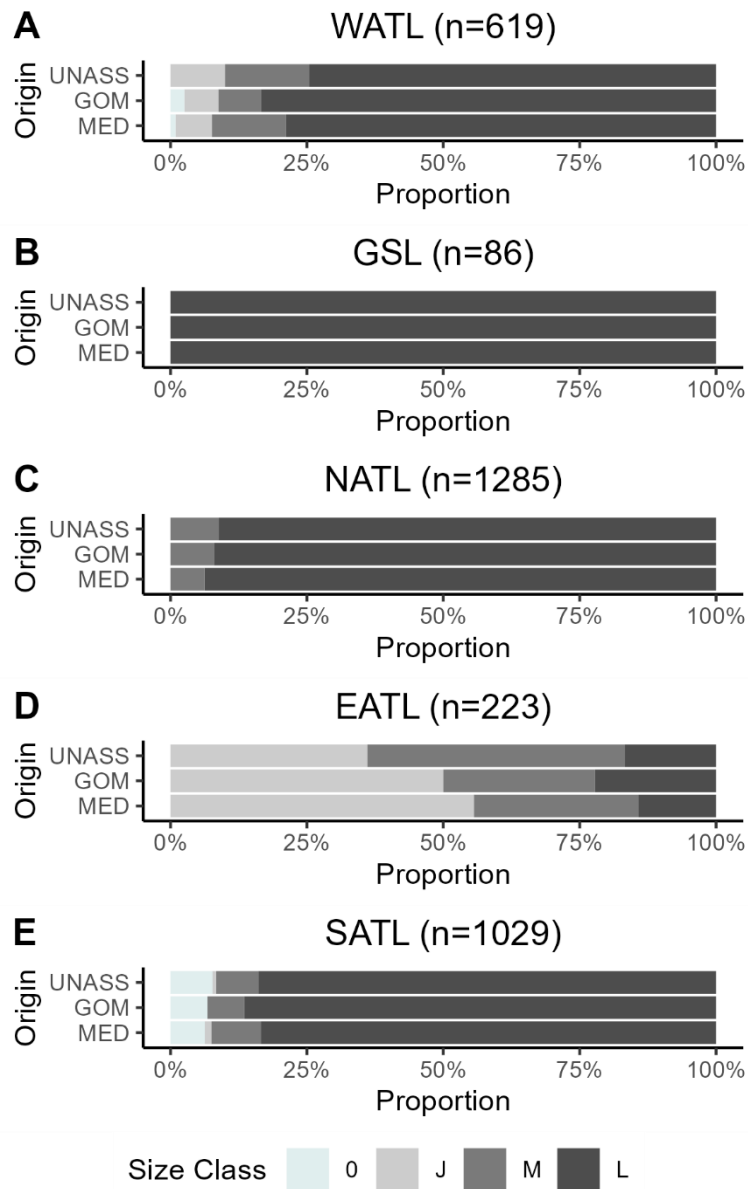 A WATL (n=619)
Origin
UNASS
GOM
MED
0% 25% 50% 75% 100%
Proportion
B GSL (n=86)
Origin
UNASS
GOM
MED
0% 25% 50% 75% 100%
Proportion
C NATL (n=1285)
Origin
UNASS
GOM
MED
0% 25% 50% 75% 100%
Proportion
D EATL (n=223)
Origin
UNASS
GOM
MED
0% 25% 50% 75% 100%
Proportion
E SATL (n=1029)
Origin
UNASS
GOM
MED
0% 25% 50% 75% 100%
Proportion
Size Class 0 J M L